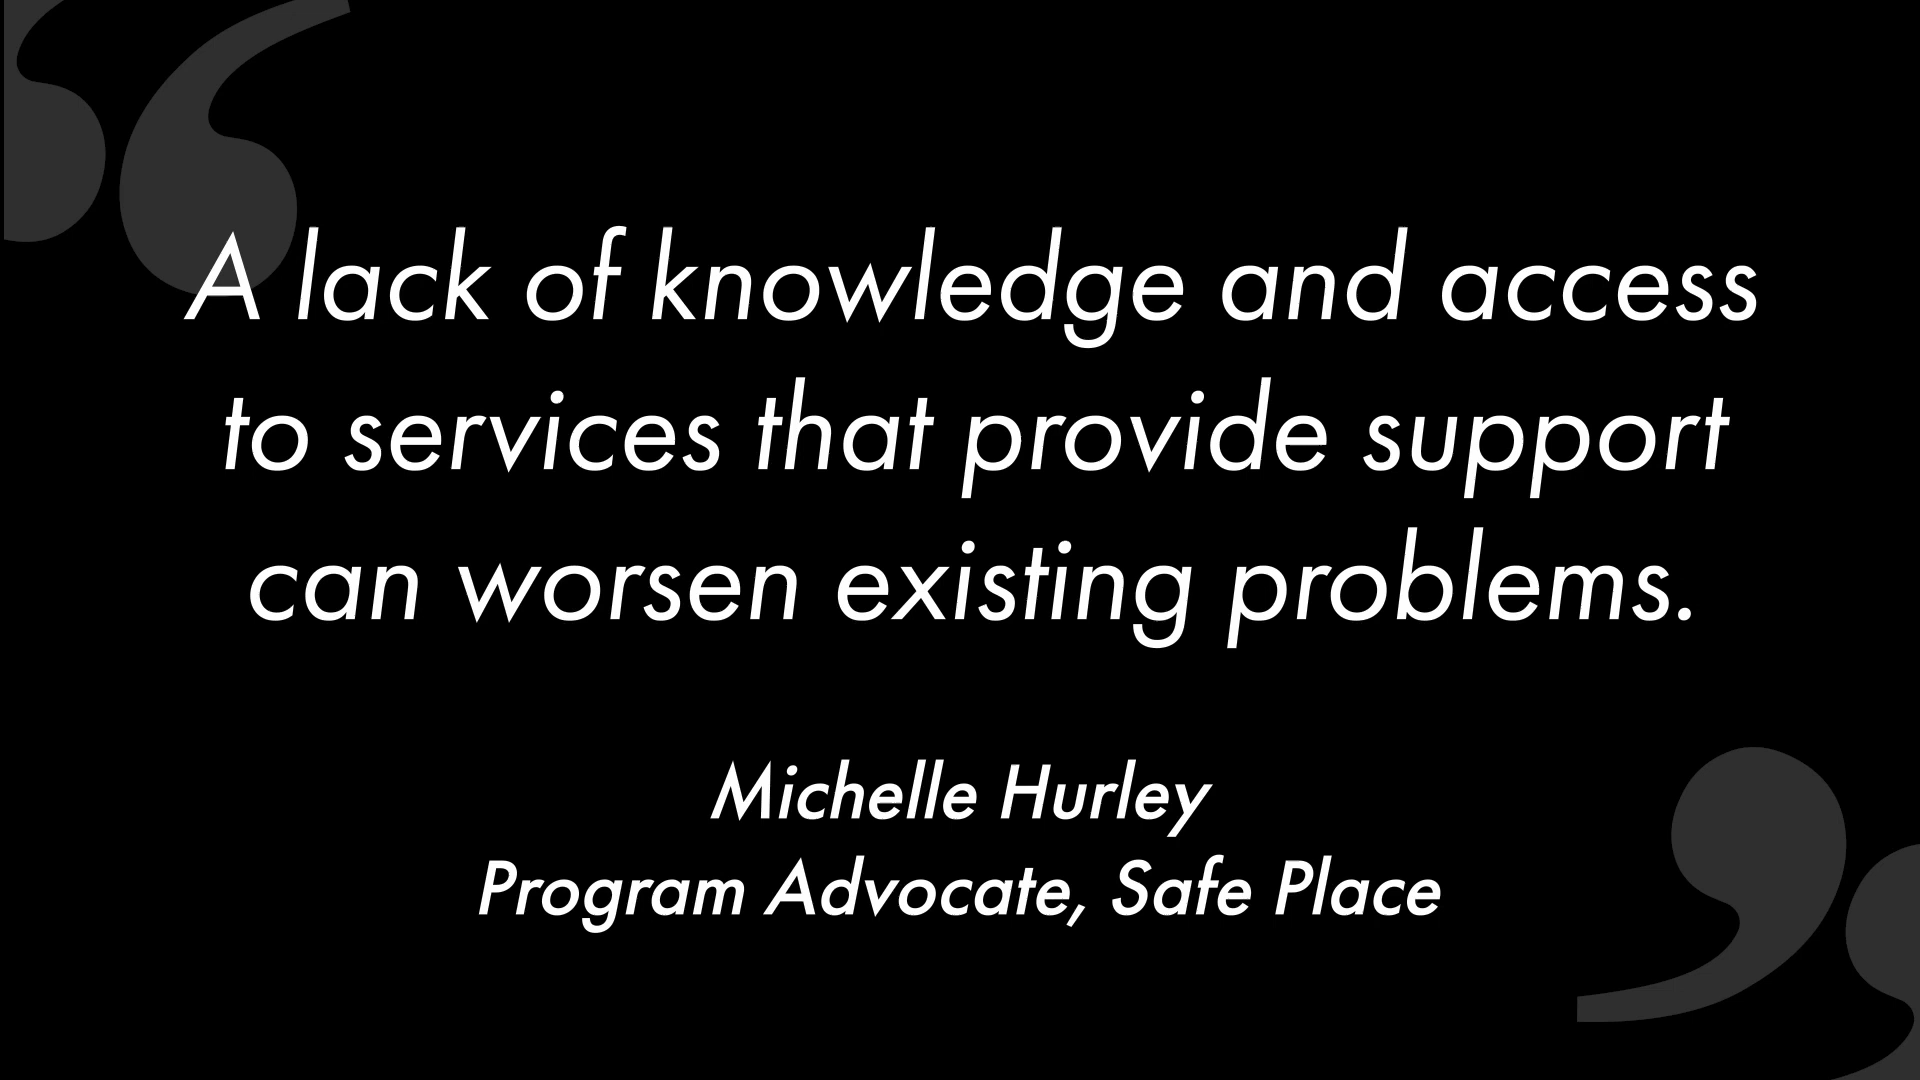 A lack of knowledge and access
to services that provide support
can worsen existing problems.
Michelle Hurley
Program Advocate, Safe Place